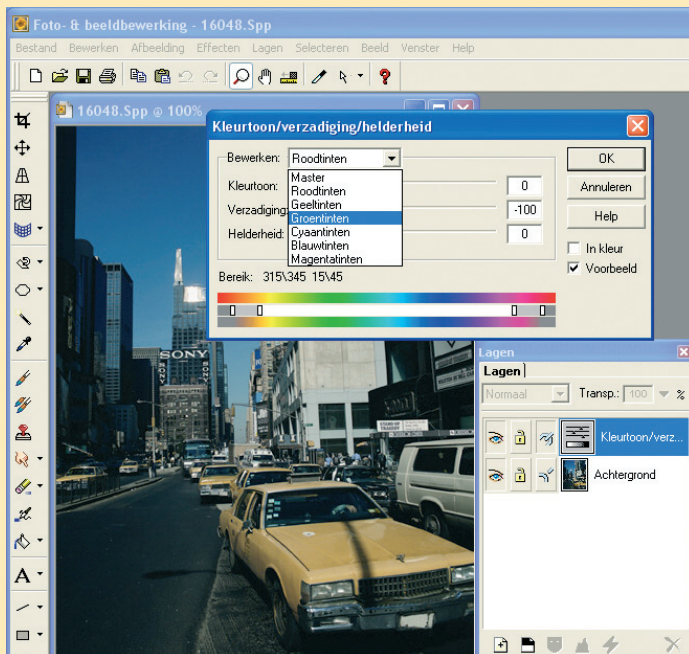 Foto- & beeldbewerking - 16048.Spp
Bestand Bewerken Afbeelding Effecten Lagen Selecteren Beeld Venster Help
16048.Spp @ 100%
Kleurtoon/verzadiging/helderheid
Bewerken: Roodtinten
Master
Roodtinten
Geeltinten
Groentinten
Cyaantinten
Blauwtinten
Magentatinten
Kleurtoon: 0
Verzadiging: -100
Helderheid: 0
OK
Annuleren
Help
In kleur
Voorbeeld
Bereik: 315\345 15\45
Lagen
Lagen
Normaal Transp.: 100 %
Kleurtoon/verz...
Achtergrond
SONY
SONY
A